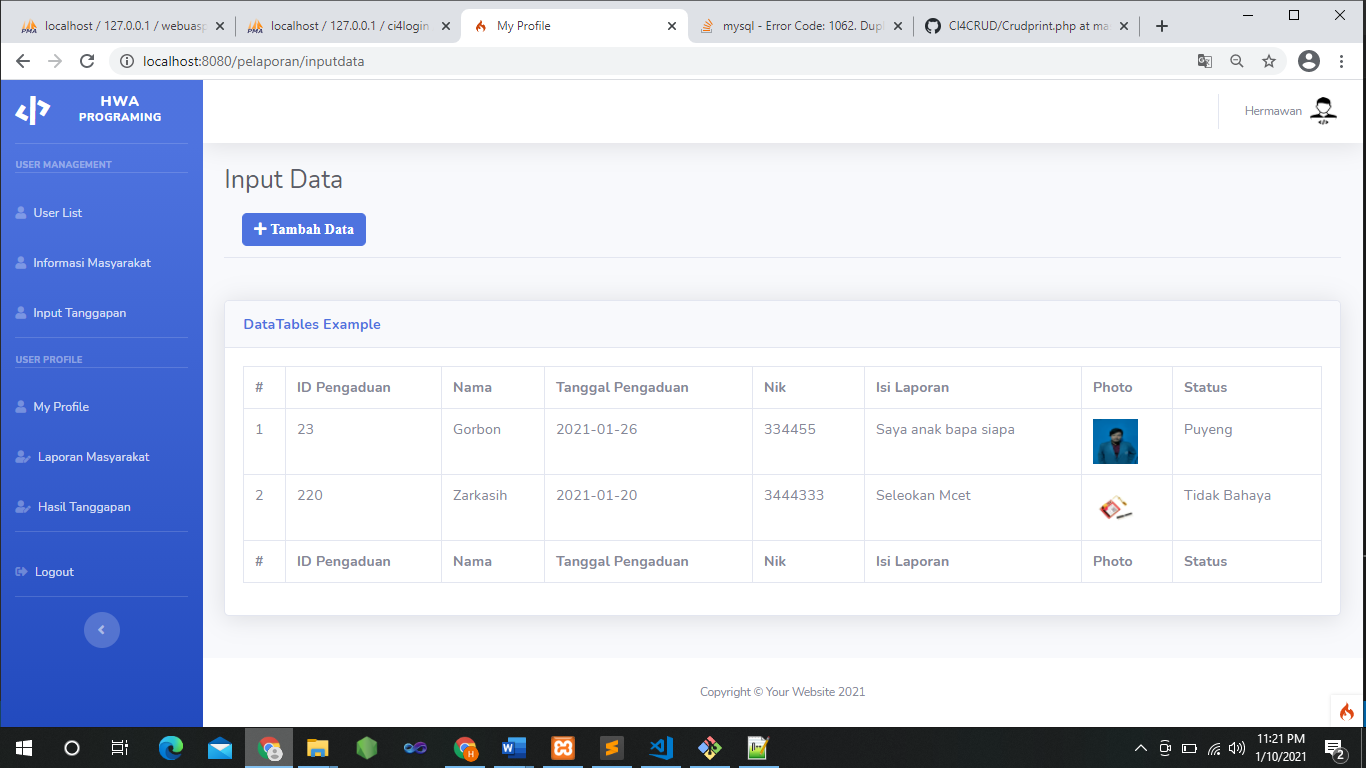 localhost / 127.0.0.1 / webuasp
localhost / 127.0.0.1 / ci4login
My Profile
mysql - Error Code: 1062. Dupl
CI4CRUD/Crudprint.php at ma
localhost:8080/pelaporan/inputdata
HWA
PROGRAMING
Hermawan
USER MANAGEMENT
User List
Informasi Masyarakat
Input Tanggapan
USER PROFILE
My Profile
Laporan Masyarakat
Hasil Tanggapan
Logout
Input Data
Tambah Data
DataTables Example
# ID Pengaduan Nama Tanggal Pengaduan Nik Isi Laporan Photo Status
1 23 Gorbon 2021-01-26 334455 Saya anak bapa siapa Puyeng
2 220 Zarkasih 2021-01-20 3444333 Seleokan Mcet Tidak Bahaya
# ID Pengaduan Nama Tanggal Pengaduan Nik Isi Laporan Photo Status
Copyright © Your Website 2021
11:21 PM
1/10/2021
2